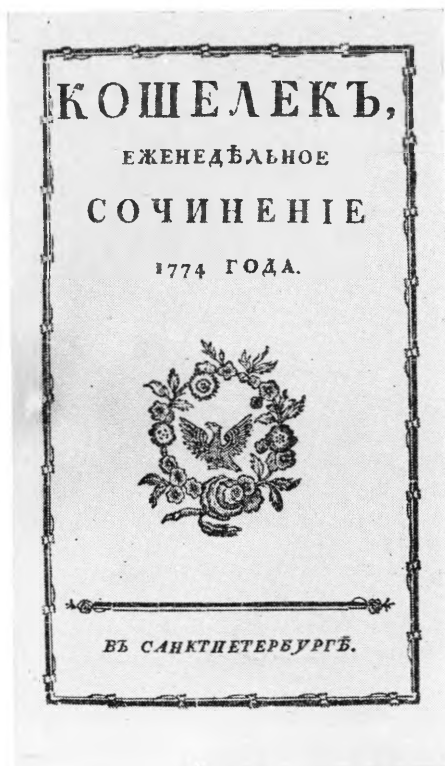 КОШЕЛЕКЪ,
ЕЖЕНЕДѢЛЬНОЕ
СОЧИНЕНІЕ
1774 ГОДА.
ВЪ САНКТПЕТЕРБУРГѢ.